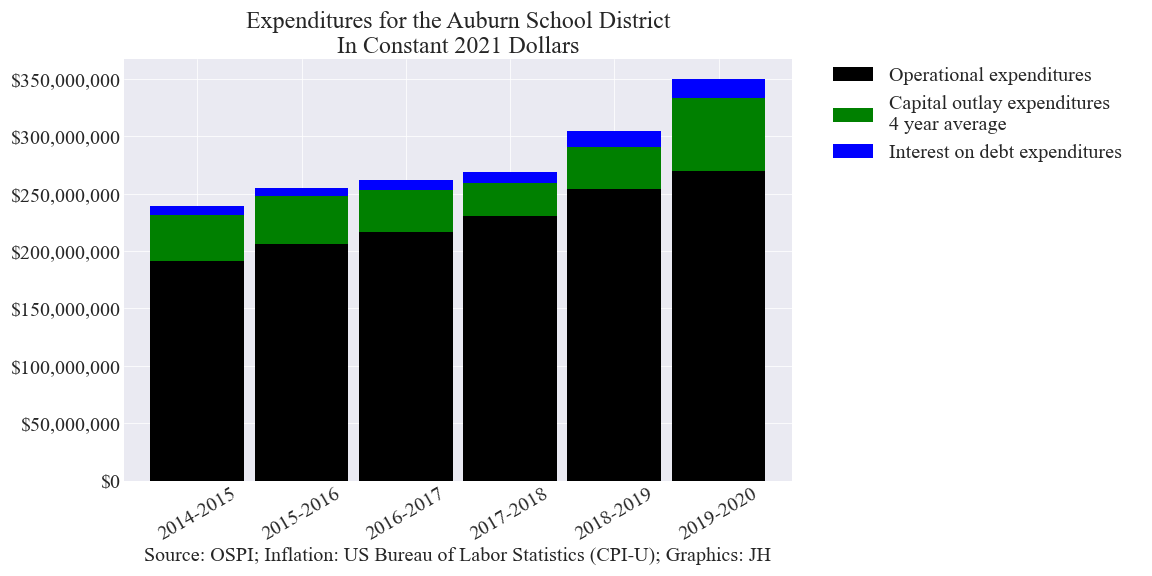 Expenditures for the Auburn School District
In Constant 2021 Dollars
$350,000,000
$300,000,000
$250,000,000
$200,000,000
$150,000,000
$100,000,000
$50,000,000
$0
2014-2015
2015-2016
2016-2017
2017-2018
2018-2019
2019-2020
Source: OSPI; Inflation: US Bureau of Labor Statistics (CPI-U); Graphics: JH
Operational expenditures
Capital outlay expenditures
4 year average
Interest on debt expenditures